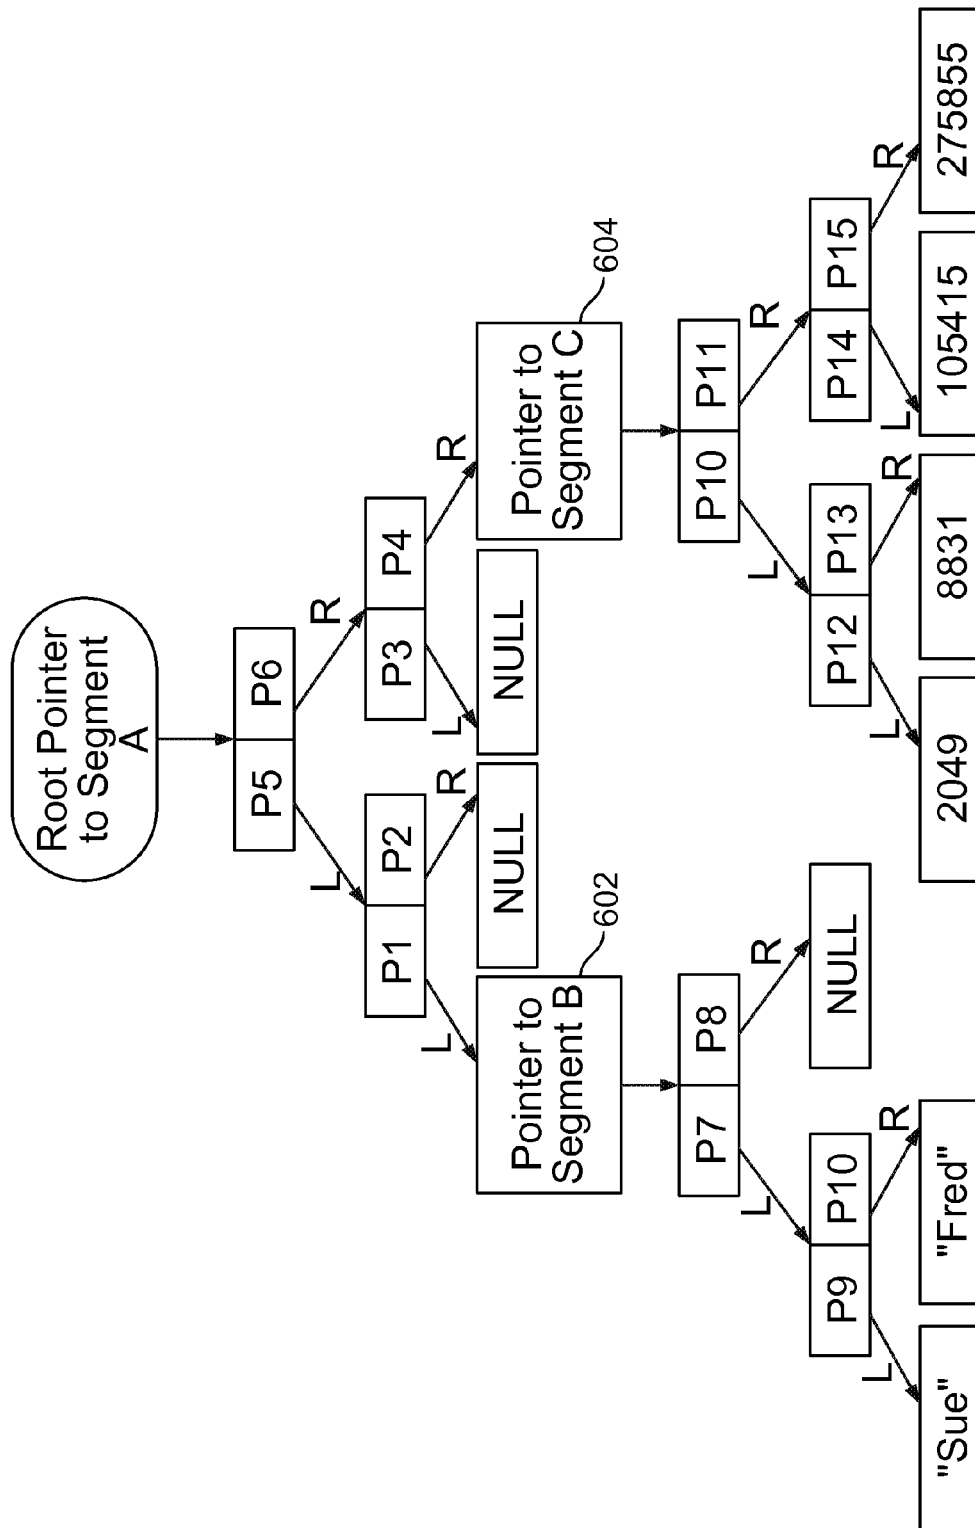 Root Pointer
to Segment
A
P5 P6
L R
P1 P2 P3 P4
L R L R
Pointer to
Segment B
602
NULL
NULL
Pointer to
Segment C
604
P7 P8
L R
P10 P11
L R
P9 P10
NULL
P12 P13
P14 P15
L R L R L R
"Sue"
"Fred"
2049
8831
105415
275855